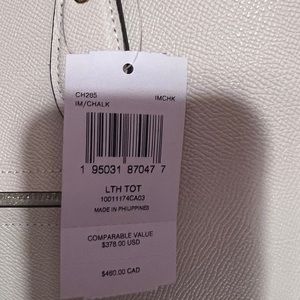 CH285
IM/CHALK IMCHK
1 95031 87047 7
LTH TOT
10011174CA03
MADE IN PHILIPPINES
COMPARABLE VALUE
$378.00 USD
$460.00 CAD